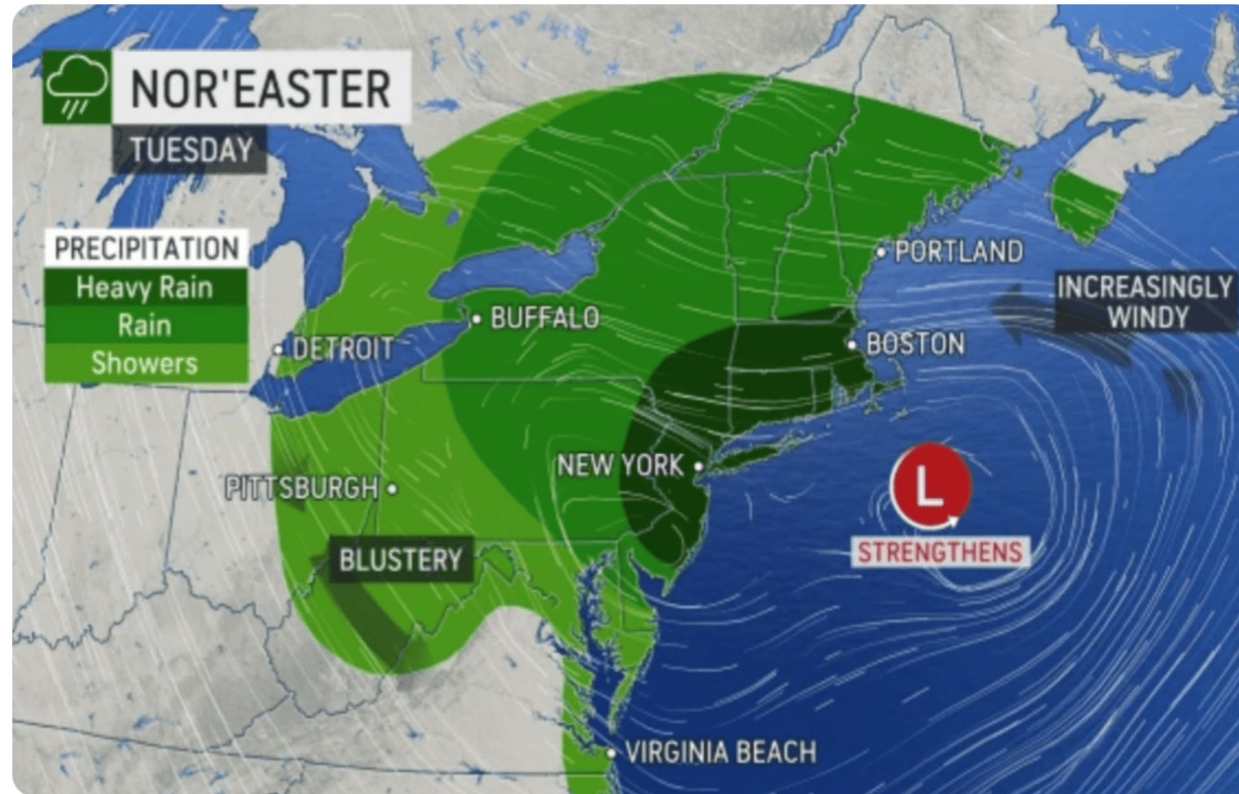 NOR'EASTER
TUESDAY
PRECIPITATION
Heavy Rain
Rain
Showers
PORTLAND
INCREASINGLY
WINDY
BUFFALO
DETROIT
BOSTON
NEW YORK
PITTSBURGH
L
STRENGTHENS
BLUSTERY
VIRGINIA BEACH